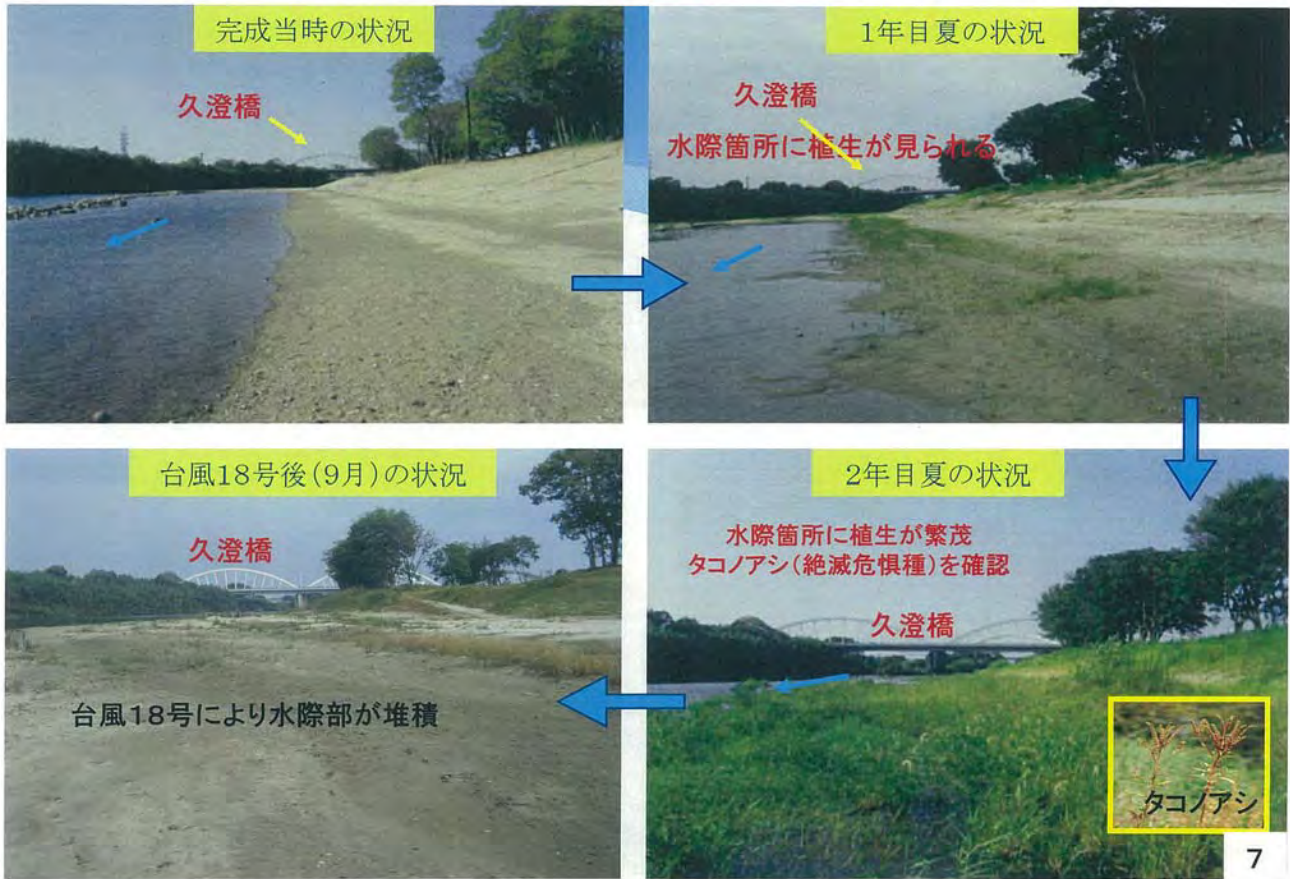 完成当時の状況
久澄橋
1年目夏の状況
久澄橋
水際箇所に植生が見られる
2年目夏の状況
水際箇所に植生が繁茂
タコノアシ(絶滅危惧種)を確認
久澄橋
タコノアシ
台風18号後(9月)の状況
久澄橋
台風18号により水際部が堆積
7